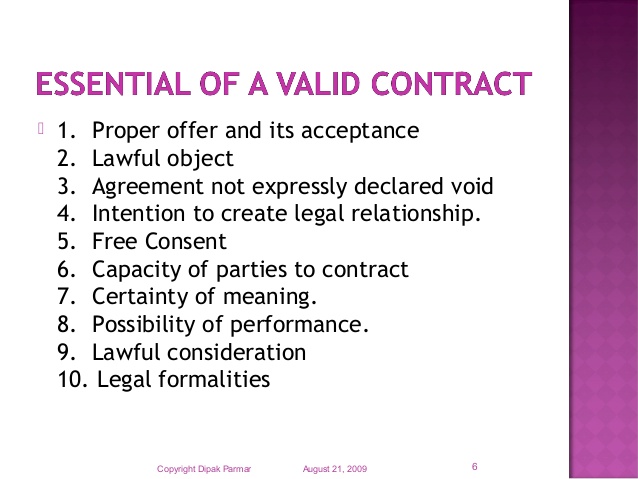 ESSENTIAL OF A VALID CONTRACT
1. Proper offer and its acceptance
2. Lawful object
3. Agreement not expressly declared void
4. Intention to create legal relationship.
5. Free Consent
6. Capacity of parties to contract
7. Certainty of meaning.
8. Possibility of performance.
9. Lawful consideration
10. Legal formalities
Copyright Dipak Parmar August 21, 2009 6